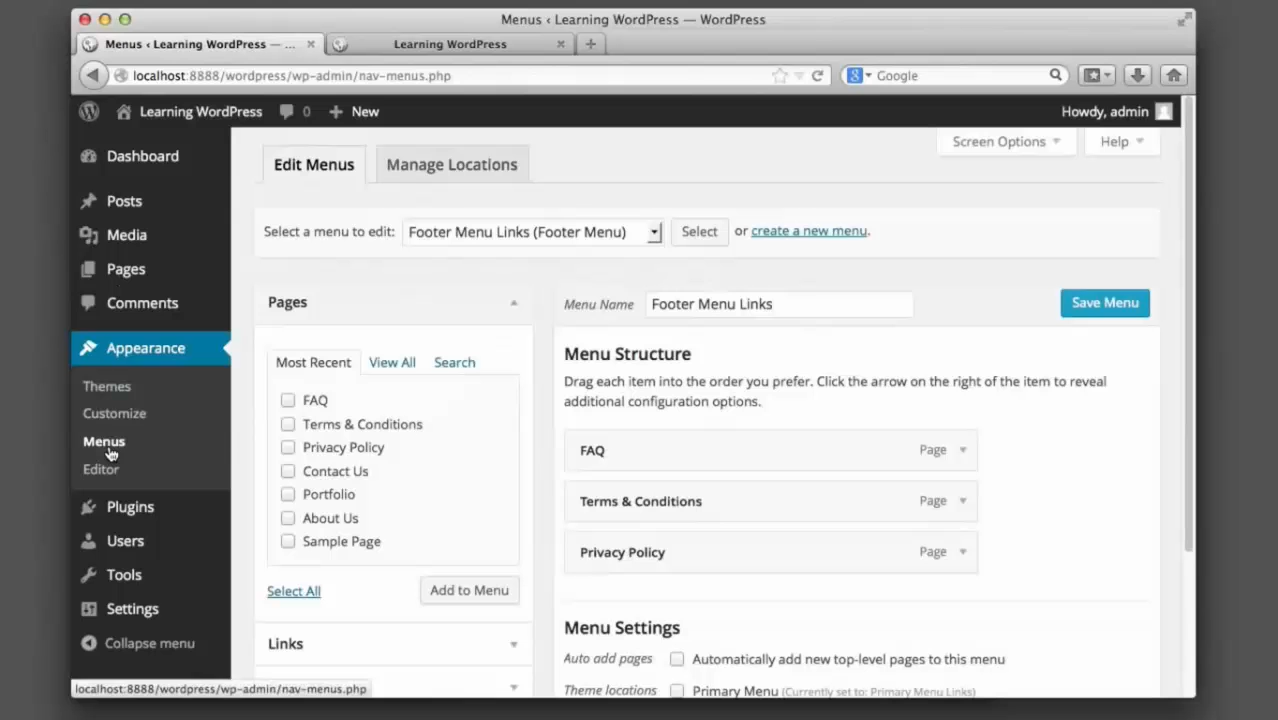 Menus ‹ Learning WordPress — WordPress
Menus ‹ Learning WordPress — ...
Learning WordPress
localhost:8888/wordpress/wp-admin/nav-menus.php
Google
Learning WordPress
0
New
Howdy, admin
Dashboard
Posts
Media
Pages
Comments
Appearance
Themes
Customize
Menus
Editor
Plugins
Users
Tools
Settings
Collapse menu
Screen Options
Help
Edit Menus
Manage Locations
Select a menu to edit:
Footer Menu Links (Footer Menu)
Select
or create a new menu.
Pages
Most Recent
View All
Search
FAQ
Terms & Conditions
Privacy Policy
Contact Us
Portfolio
About Us
Sample Page
Select All
Add to Menu
Links
Menu Name
Footer Menu Links
Save Menu
Menu Structure
Drag each item into the order you prefer. Click the arrow on the right of the item to reveal
additional configuration options.
FAQ
Page
Terms & Conditions
Page
Privacy Policy
Page
Menu Settings
Auto add pages
Automatically add new top-level pages to this menu
Theme locations
Primary Menu (Currently set to: Primary Menu Links)
localhost:8888/wordpress/wp-admin/nav-menus.php